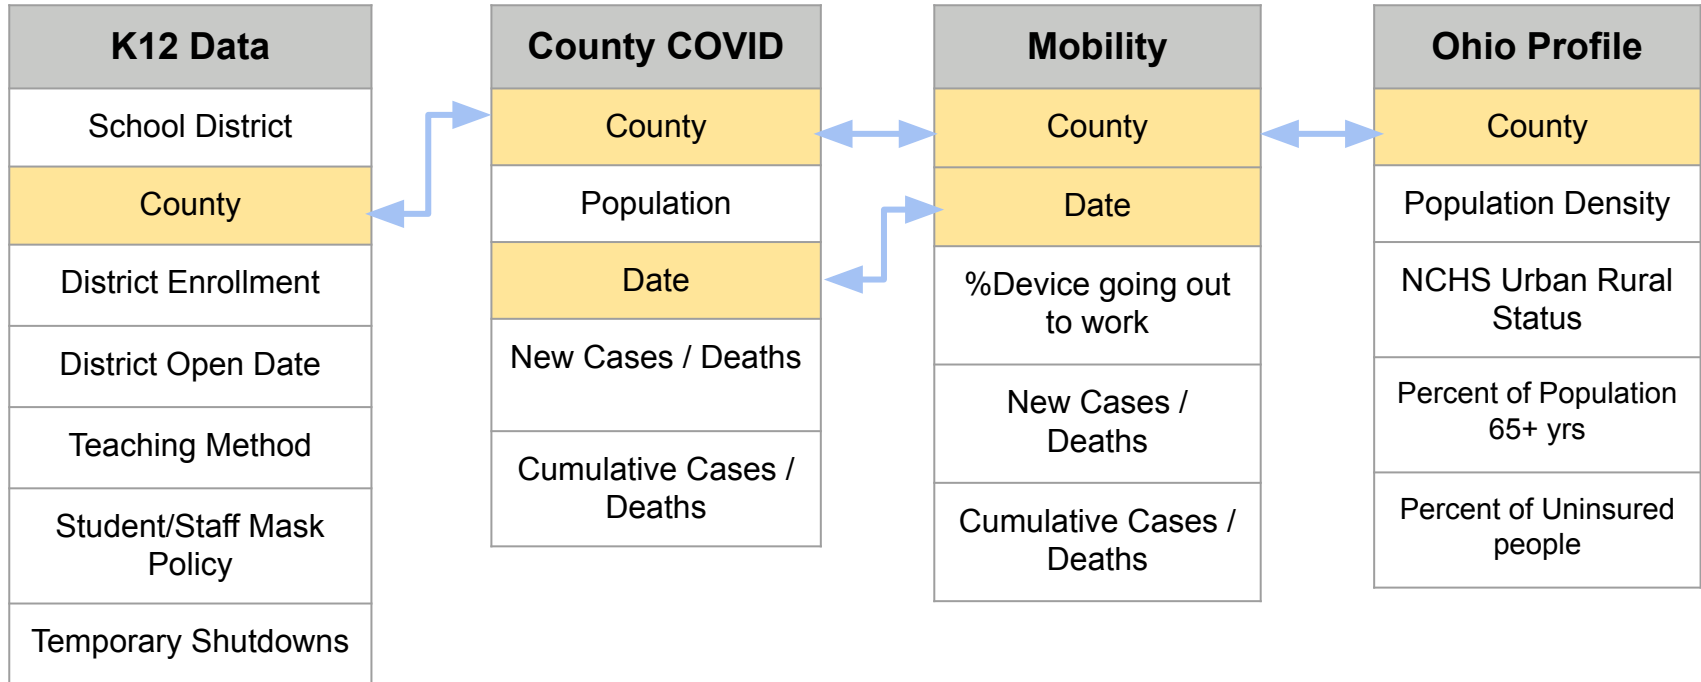 K12 Data
School District
County
District Enrollment
District Open Date
Teaching Method
Student/Staff Mask
Policy
Temporary Shutdowns
County COVID
County
Population
Date
New Cases / Deaths
Cumulative Cases /
Deaths
Mobility
County
Date
%Device going out
to work
New Cases /
Deaths
Cumulative Cases /
Deaths
Ohio Profile
County
Population Density
NCHS Urban Rural
Status
Percent of Population
65+ yrs
Percent of Uninsured
people